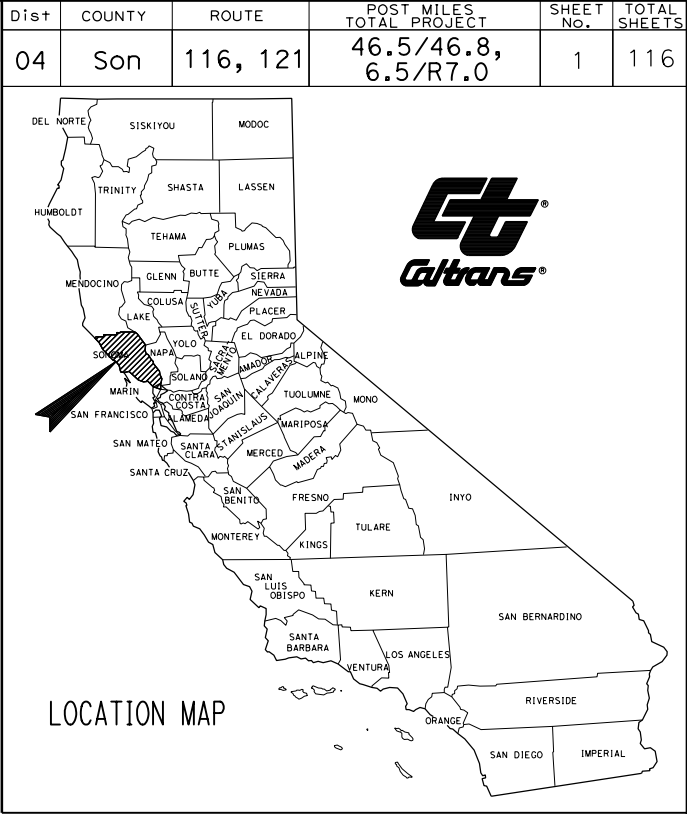 Dist COUNTY ROUTE POST MILES TOTAL PROJECT SHEET No. TOTAL SHEETS
04 Son 116, 121 46.5/46.8, 6.5/R7.0 1 116
DEL NORTE
SISKIYOU
MODOC
TRINITY
SHASTA
LASSEN
HUMBOLDT
TEHAMA
PLUMAS
MENDOCINO
GLENN
BUTTE
SIERRA
COLUSA
YUBA
NEVADA
LAKE
SUTTER
PLACER
SONOMA
NAPA
YOLO
SACRA
MENTO
EL DORADO
AMADOR
ALPINE
SOLANO
CALAVERAS
MARIN
CONTRA
COSTA
SAN
JOAQUIN
TUOLUMNE
MONO
SAN FRANCISCO
ALAMEDA
STANISLAUS
MARIPOSA
SAN MATEO
SANTA
CLARA
MERCED
MADERA
SANTA CRUZ
SAN
BENITO
FRESNO
INYO
MONTEREY
KINGS
TULARE
SAN
LUIS
OBISPO
KERN
SAN BERNARDINO
SANTA
BARBARA
VENTURA
LOS ANGELES
RIVERSIDE
ORANGE
SAN DIEGO
IMPERIAL
Ct®
Caltrans®
LOCATION MAP